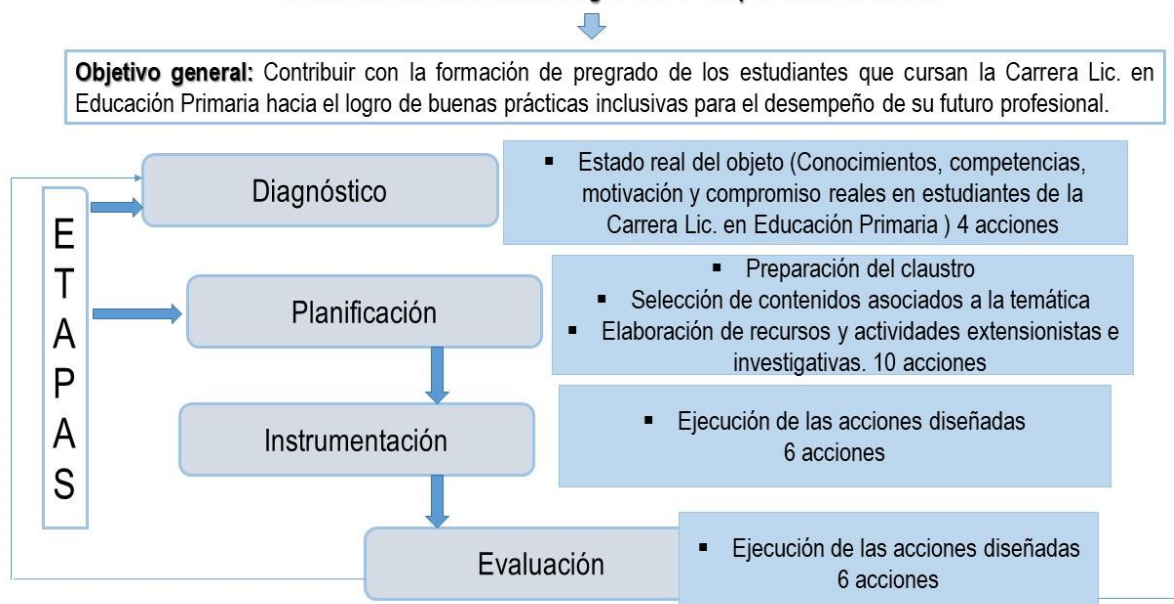 Objetivo general: Contribuir con la formación de pregrado de los estudiantes que cursan la Carrera Lic. en
Educación Primaria hacia el logro de buenas prácticas inclusivas para el desempeño de su futuro profesional.
ETAPAS
Diagnóstico
▪ Estado real del objeto (Conocimientos, competencias,
motivación y compromiso reales en estudiantes de la
Carrera Lic. en Educación Primaria ) 4 acciones
Planificación
▪ Preparación del claustro
▪ Selección de contenidos asociados a la temática
▪ Elaboración de recursos y actividades extensionistas e
investigativas. 10 acciones
Instrumentación
▪ Ejecución de las acciones diseñadas
6 acciones
Evaluación
▪ Ejecución de las acciones diseñadas
6 acciones